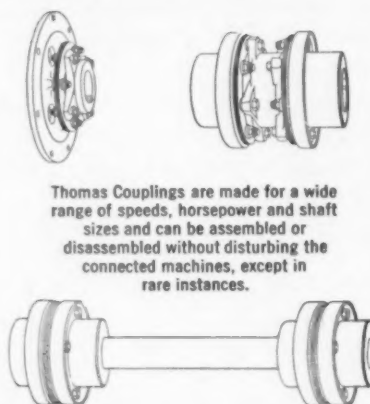 Thomas Couplings are made for a wide
range of speeds, horsepower and shaft
sizes and can be assembled or
disassembled without disturbing the
connected machines, except in
rare instances.